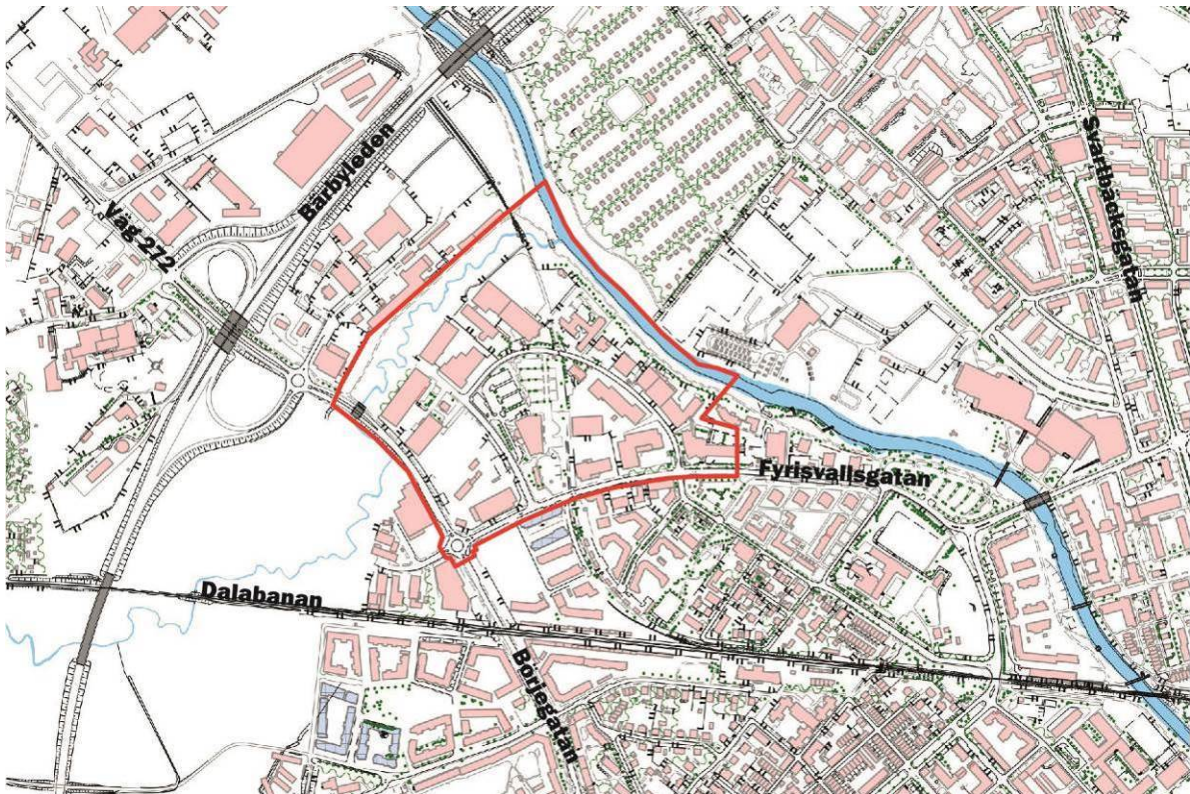 Bärbyleden
Svartbäcksgatan
Väg 272
Fyrisvallsgatan
Dalabanan
Börjegatan